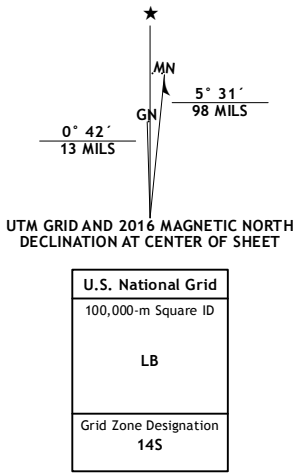 ★
MN
GN
5° 31´
98 MILS
0° 42´
13 MILS
UTM GRID AND 2016 MAGNETIC NORTH
DECLINATION AT CENTER OF SHEET
U.S. National Grid
100,000-m Square ID
LB
Grid Zone Designation
14S